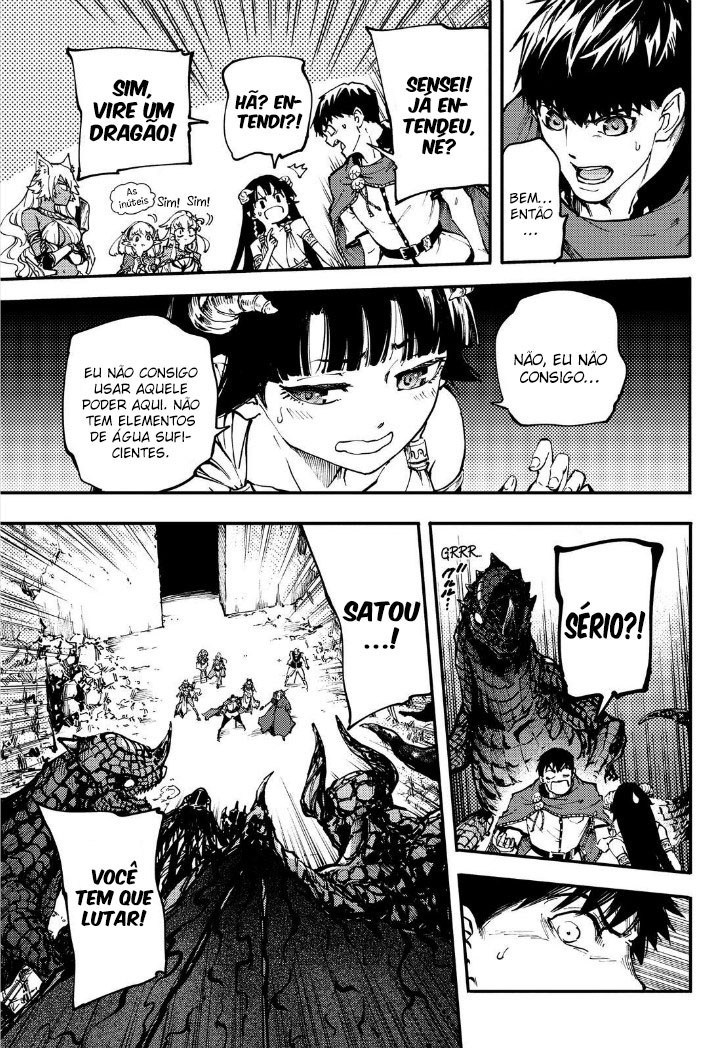 BEM...
ENTÃO
...
SENSEI!
JÁ EN-
TENDEU,
NÉ?
HÃ? EN-
TENDI?!
SIM,
VIRE UM
DRAGÃO!
Sim! Sim!
As
inúteis
NÃO, EU NÃO
CONSIGO...
EU NÃO CONSIGO
USAR AQUELE
PODER AQUI. NÃO
TEM ELEMENTOS
DE ÁGUA SUFI-
CIENTES.
SÉRIO?!
GRRR...
SATOU
...!
VOCÊ
TEM QUE
LUTAR!